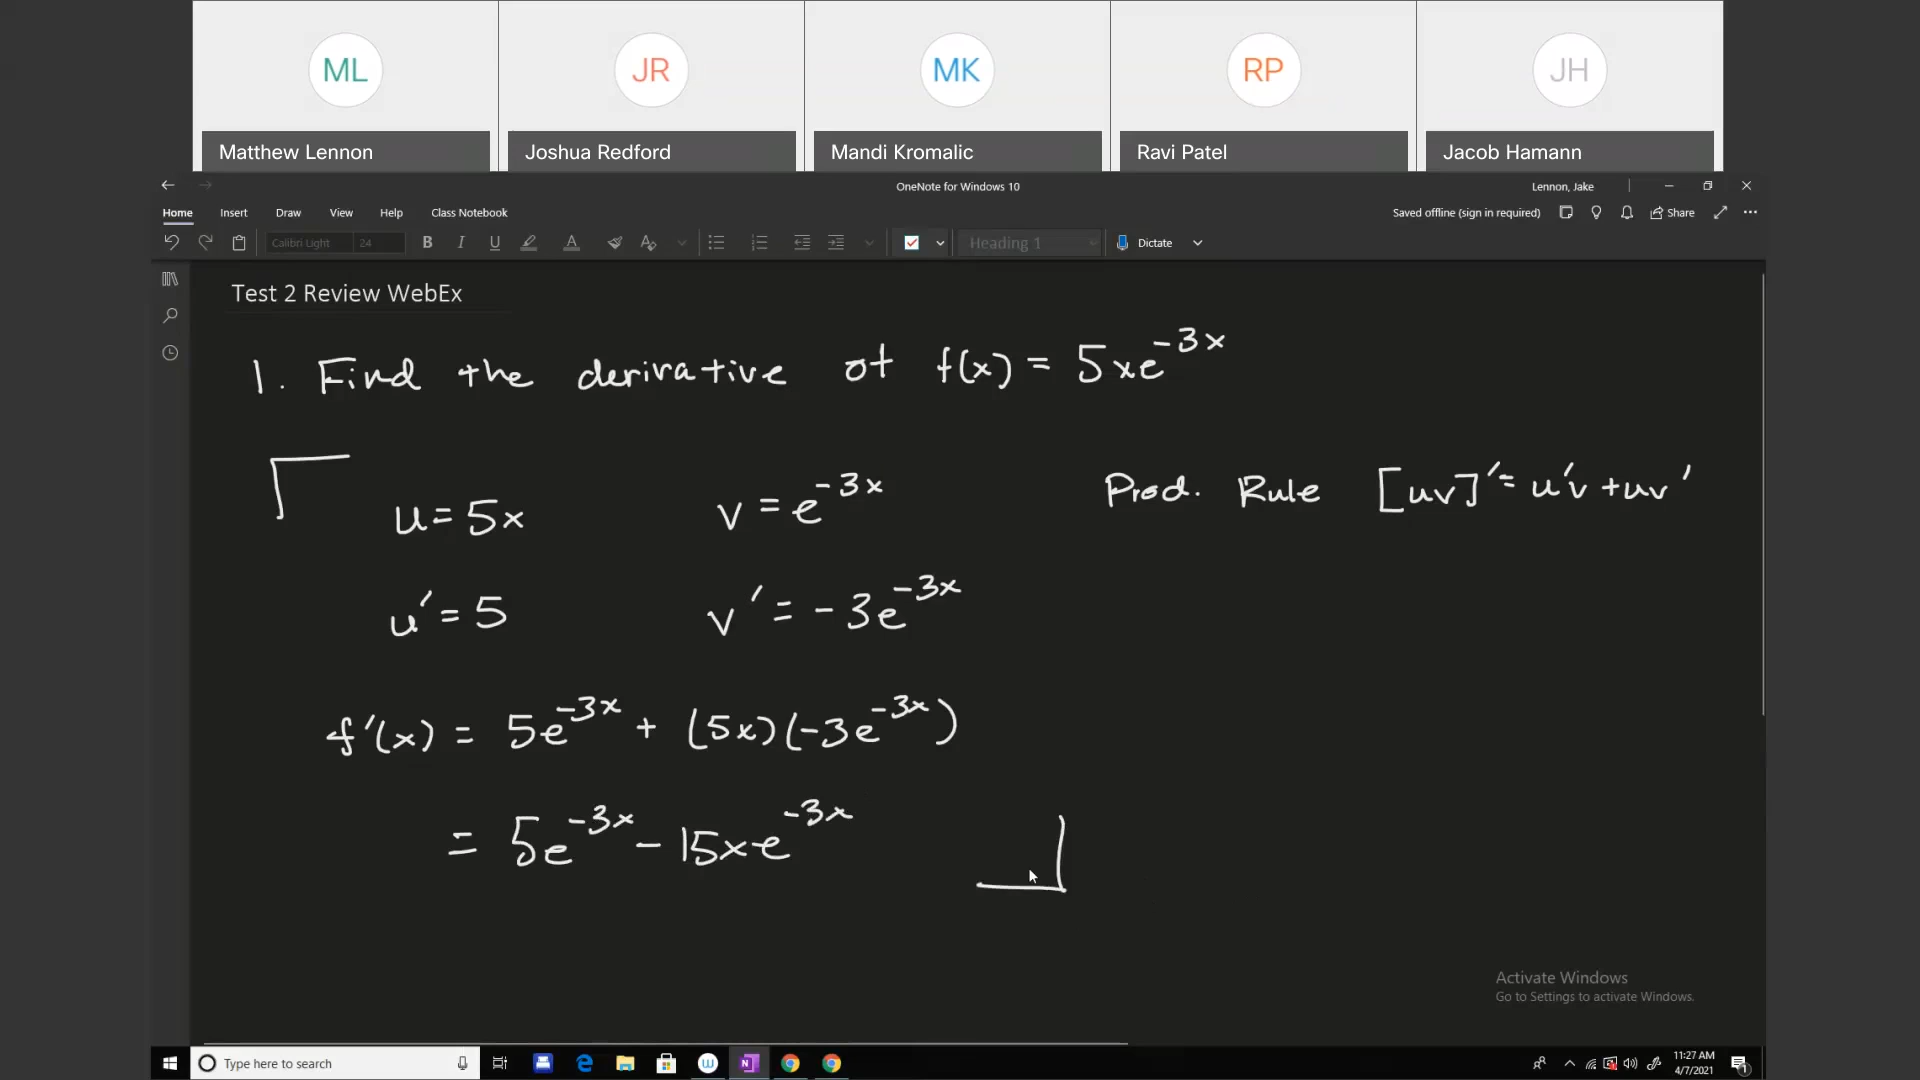 ML JR MK RP JH
Matthew Lennon Joshua Redford Mandi Kromalic Ravi Patel Jacob Hamann
OneNote for Windows 10 Lennon, Jake
Home Insert Draw View Help Class Notebook Saved offline (sign in required) Share
Calibri Light 24 B I U A A Heading 1 Dictate
Test 2 Review WebEx
1. Find the derivative of f(x) = 5xe^-3x
u = 5x v = e^-3x Prod. Rule [uv]' = u'v + uv'
u' = 5 v' = -3e^-3x
f'(x) = 5e^-3x + (5x)(-3e^-3x)
= 5e^-3x - 15xe^-3x
Activate Windows
Go to Settings to activate Windows.
Type here to search 11:27 AM
4/7/2021